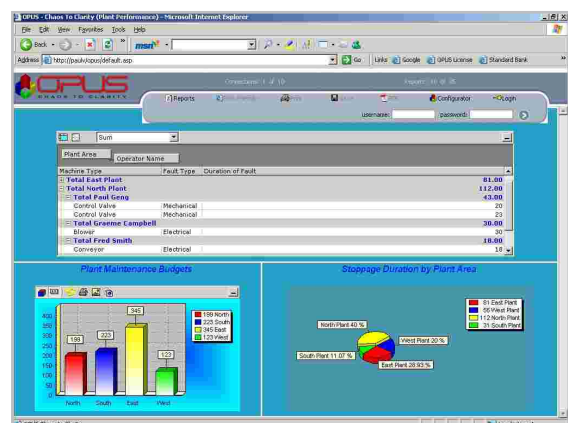 OPUS - Chaos To Clarity (Plant Performance) - Microsoft Internet Explorer
File Edit View Favorites Tools Help
Back msn
Address http://pauly/opus/default.asp Go Links Google OPUS License Standard Bank
OPUS
CHAOS TO CLARITY
Reports Configurator Login
username: password:
Sum
Plant Area
Operator Name
Machine Type Fault Type Duration of Fault
Total East Plant 81.00
Total North Plant 112.00
Total Paul Geng 43.00
Control Valve Mechanical 20
Control Valve Mechanical 23
Total Graeme Campbell 30.00
Blower Electrical 30
Total Fred Smith 18.00
Conveyor Electrical 18
Plant Maintenance Budgets
400
350
300
250
200
150
100
50
0
199
223
345
123
North South East West
199 North
223 South
345 East
123 West
Stoppage Duration by Plant Area
North Plant 40 %
West Plant 20 %
South Plant 11.07 %
East Plant 28.93 %
81 East Plant
56 West Plant
112 North Plant
31 South Plant